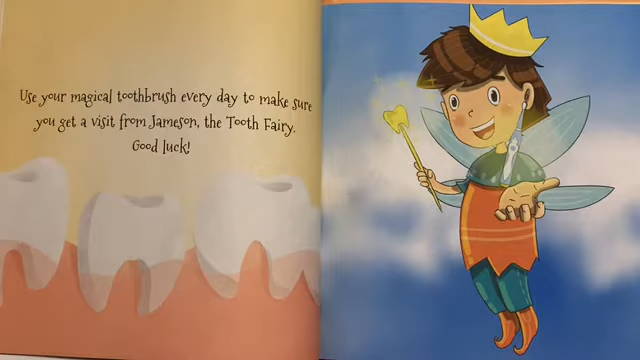 Use your magical toothbrush every day to make sure
you get a visit from Jameson, the Tooth Fairy.
Good luck!